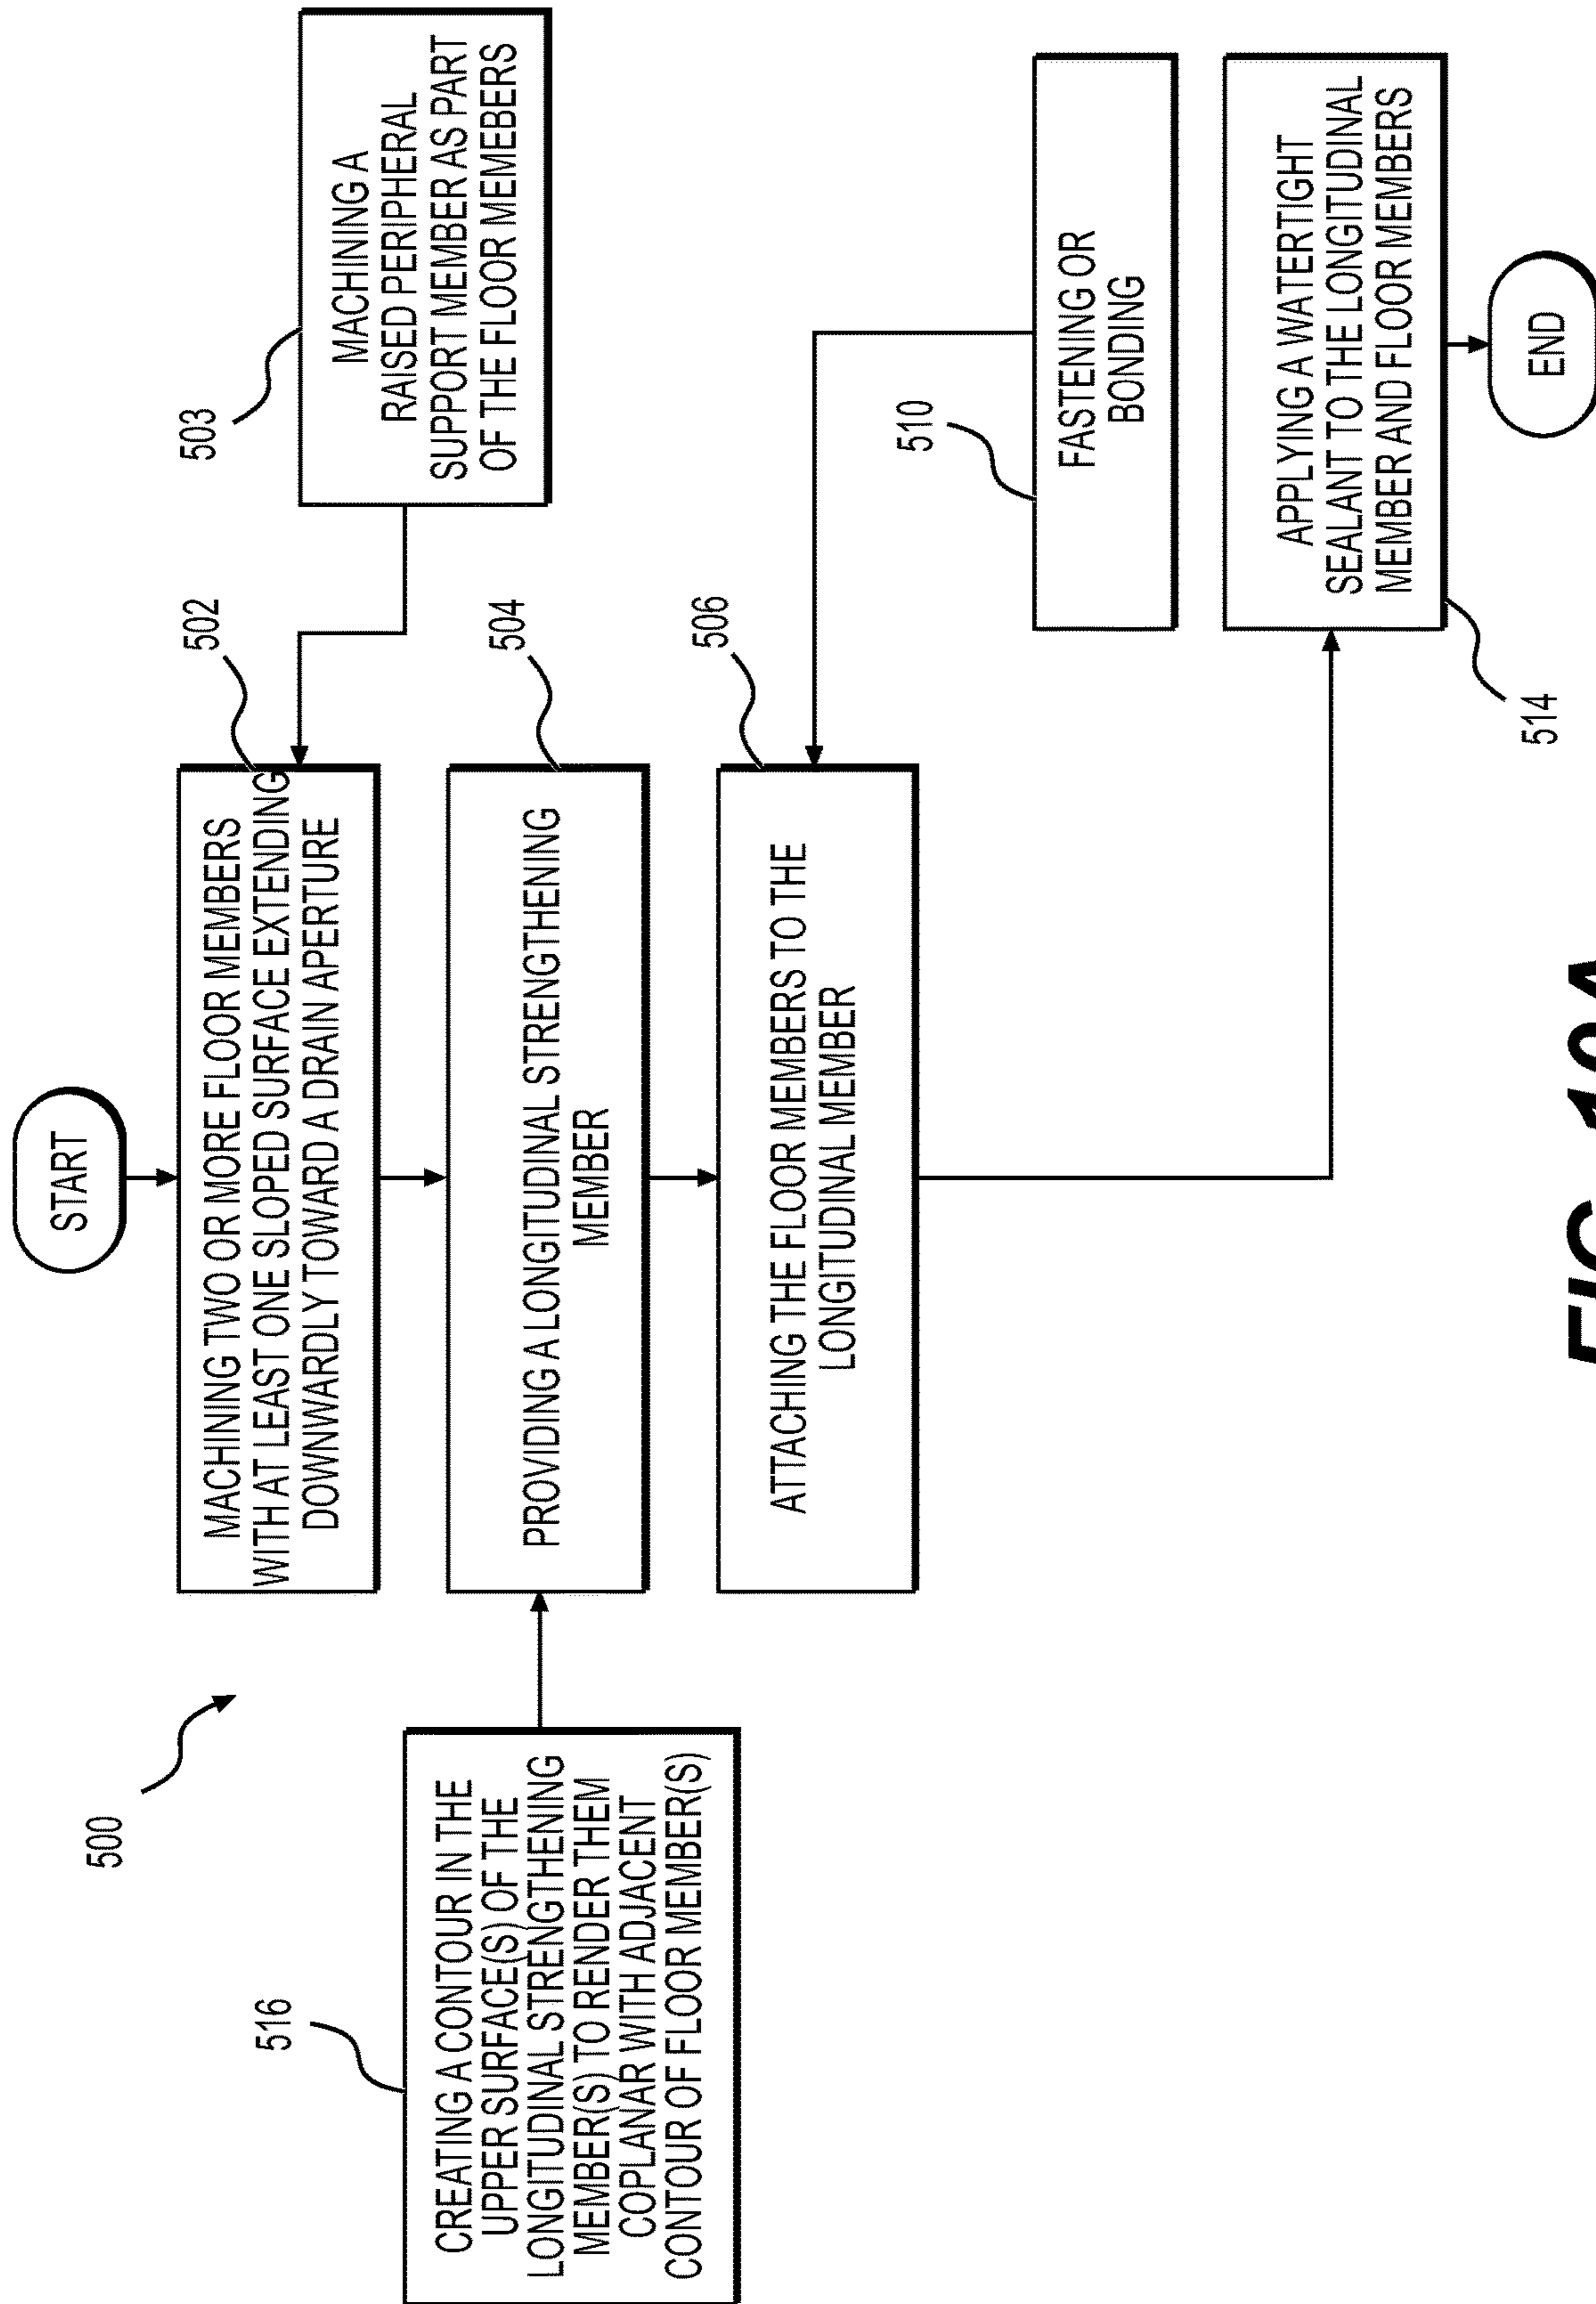 START
MACHINING TWO OR MORE FLOOR MEMBERS
WITH AT LEAST ONE SLOPED SURFACE EXTENDING
DOWNWARDLY TOWARD A DRAIN APERTURE
502
MACHINING A
RAISED PERIPHERAL
SUPPORT MEMBER AS PART
OF THE FLOOR MEMEBERS
503
500
CREATING A CONTOUR IN THE
UPPER SURFACE(S) OF THE
LONGITUDINAL STRENGTHENING
MEMBER(S) TO RENDER THEM
COPLANAR WITH ADJACENT
CONTOUR OF FLOOR MEMBER(S)
516
PROVIDING A LONGITUDINAL STRENGTHENING
MEMBER
504
ATTACHING THE FLOOR MEMBERS TO THE
LONGITUDINAL MEMBER
506
FASTENING OR
BONDING
510
APPLYING A WATERTIGHT
SEALANT TO THE LONGITUDINAL
MEMBER AND FLOOR MEMBERS
514
END
FIG. 10A